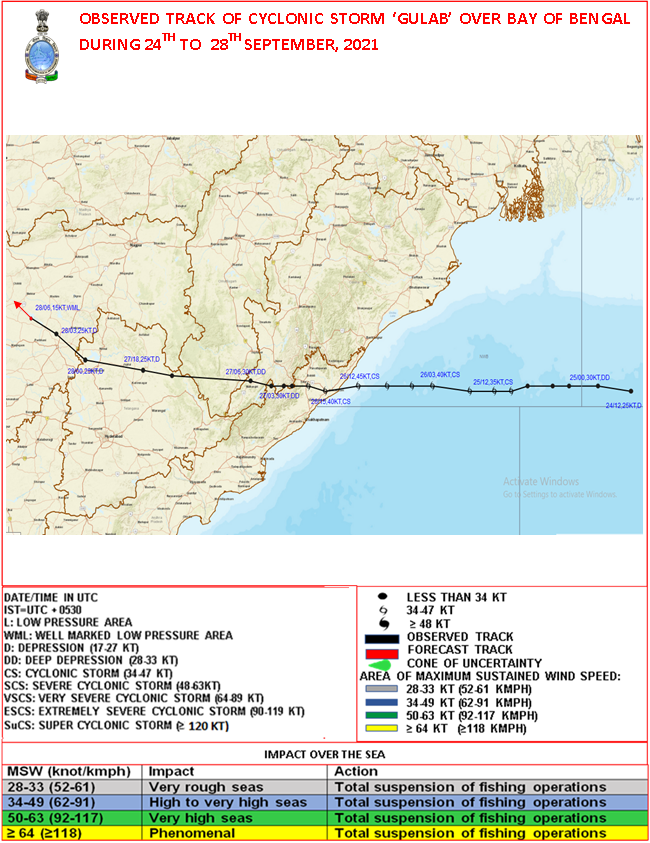 OBSERVED TRACK OF CYCLONIC STORM ‘GULAB’ OVER BAY OF BENGAL
DURING 24TH TO 28TH SEPTEMBER, 2021
28/05,15KT,WML
28/03,25KT,D
28/00,25KT,D
27/18,25KT,D
27/05,30KT,DD
27/03,30KT,DD
26/15,40KT,CS
26/12,45KT,CS
26/03,40KT,CS
25/12,35KT,CS
25/00,30KT,DD
24/12,25KT,D
Nagpur
Hyderabad
Kolkata
Activate Windows
Go to Settings to activate Windows.
DATE/TIME IN UTC
IST=UTC + 0530
L: LOW PRESSURE AREA
WML: WELL MARKED LOW PRESSURE AREA
D: DEPRESSION (17-27 KT)
DD: DEEP DEPRESSION (28-33 KT)
CS: CYCLONIC STORM (34-47 KT)
SCS: SEVERE CYCLONIC STORM (48-63KT)
VSCS: VERY SEVERE CYCLONIC STORM (64-89 KT)
ESCS: EXTREMELY SEVERE CYCLONIC STORM (90-119 KT)
SuCS: SUPER CYCLONIC STORM (≥ 120 KT)
LESS THAN 34 KT
34-47 KT
≥ 48 KT
OBSERVED TRACK
FORECAST TRACK
CONE OF UNCERTAINTY
AREA OF MAXIMUM SUSTAINED WIND SPEED:
28-33 KT (52-61 KMPH)
34-49 KT (62-91 KMPH)
50-63 KT (92-117 KMPH)
≥ 64 KT (≥118 KMPH)
IMPACT OVER THE SEA
MSW (knot/kmph) Impact Action
28-33 (52-61) Very rough seas Total suspension of fishing operations
34-49 (62-91) High to very high seas Total suspension of fishing operations
50-63 (92-117) Very high seas Total suspension of fishing operations
≥ 64 (≥118) Phenomenal Total suspension of fishing operations